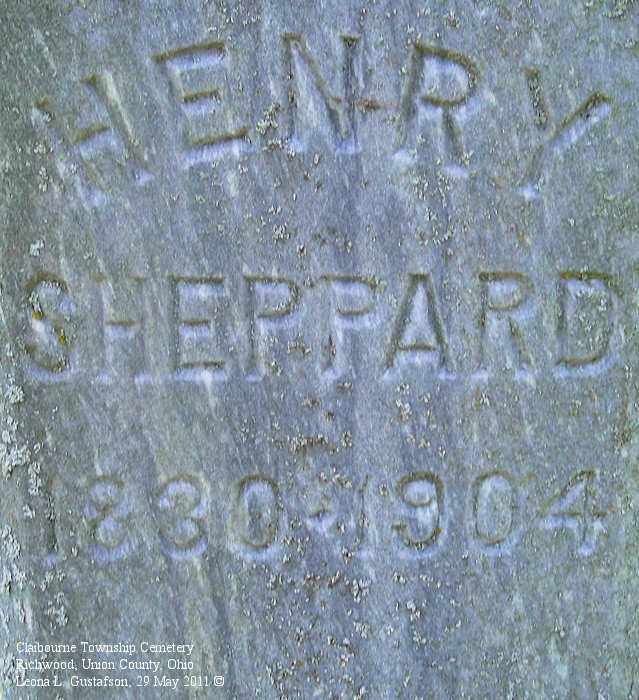 HENRY
SHEPPARD
1830-1904
Claibourne Township Cemetery
Richwood, Union County, Ohio
Leona L. Gustafson, 29 May 2011 ©